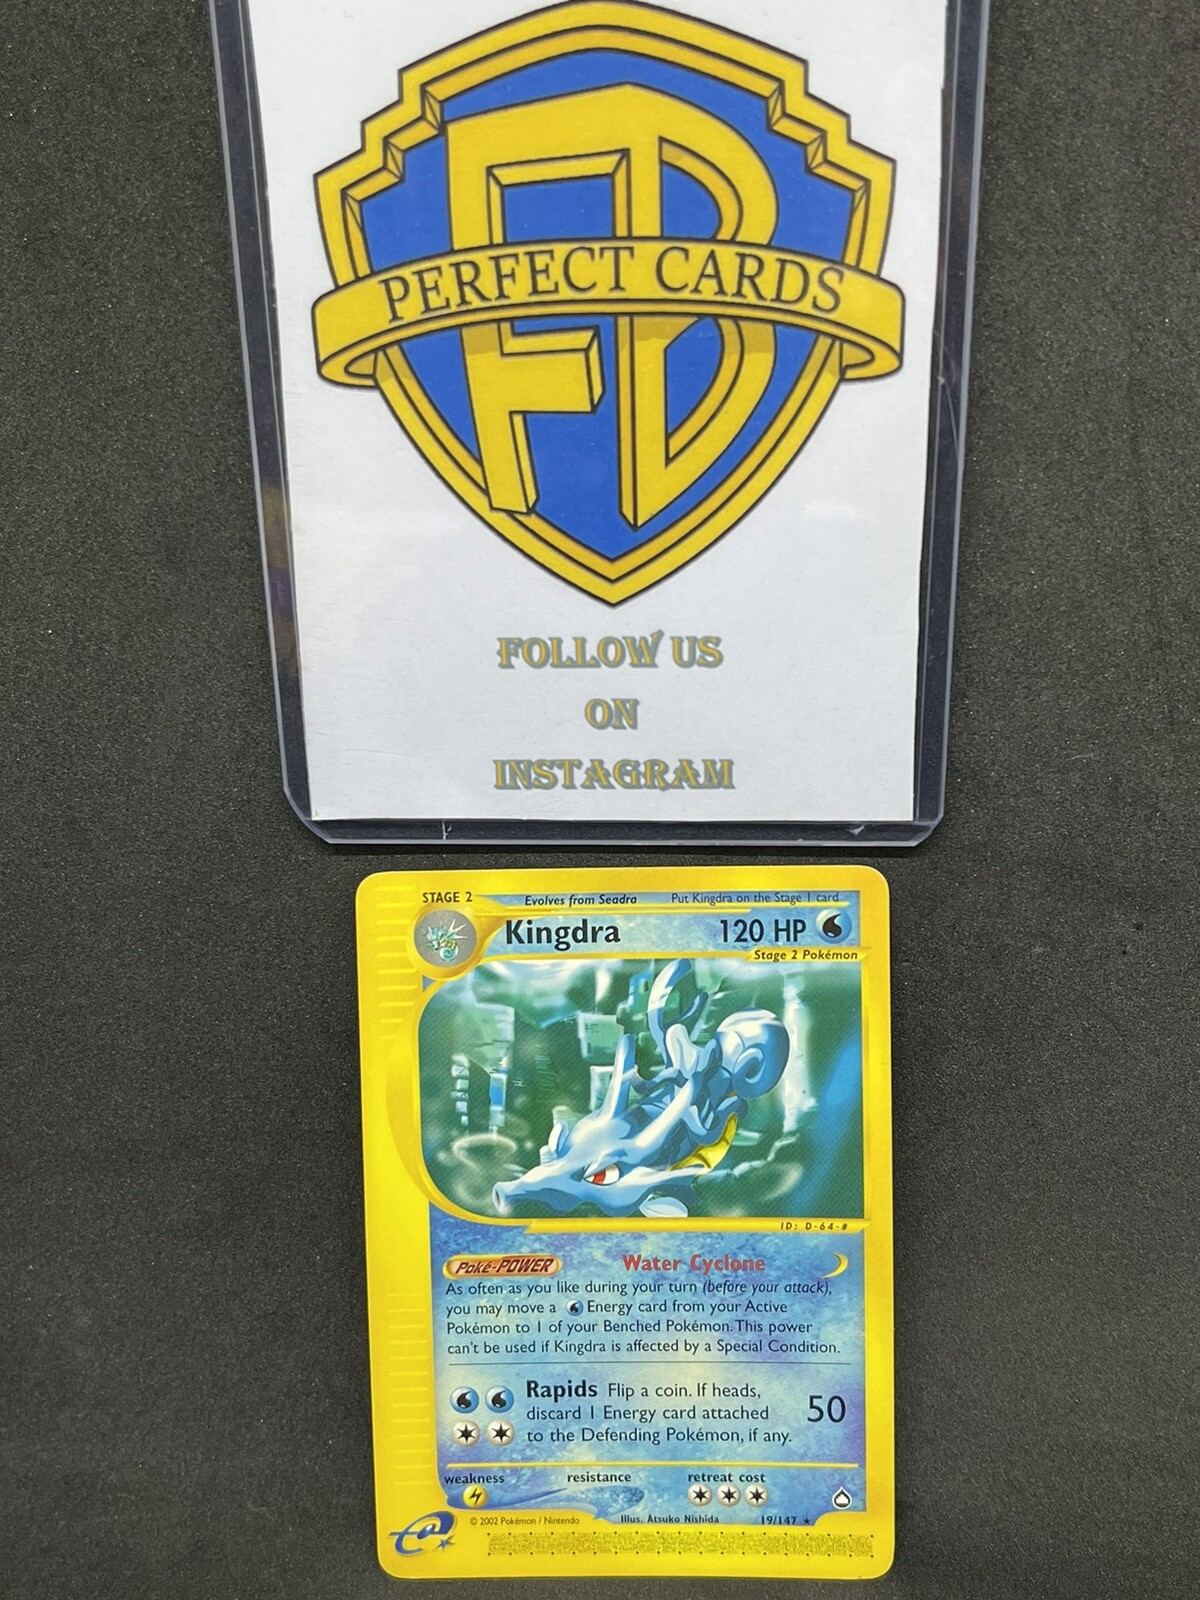 FB
PERFECT CARDS
FOLLOW US
ON
INSTAGRAM
STAGE 2 Evolves from Seadra Put Kingdra on the Stage 1 card
Kingdra 120 HP
Stage 2 Pokémon
ID: D-64-#
Poké-POWER Water Cyclone
As often as you like during your turn (before your attack),
you may move a Energy card from your Active
Pokémon to 1 of your Benched Pokémon. This power
can't be used if Kingdra is affected by a Special Condition.
Rapids Flip a coin. If heads,
discard 1 Energy card attached 50
to the Defending Pokémon, if any.
weakness resistance retreat cost
e
© 2002 Pokémon / Nintendo Illus. Atsuko Nishida 19/147 ★